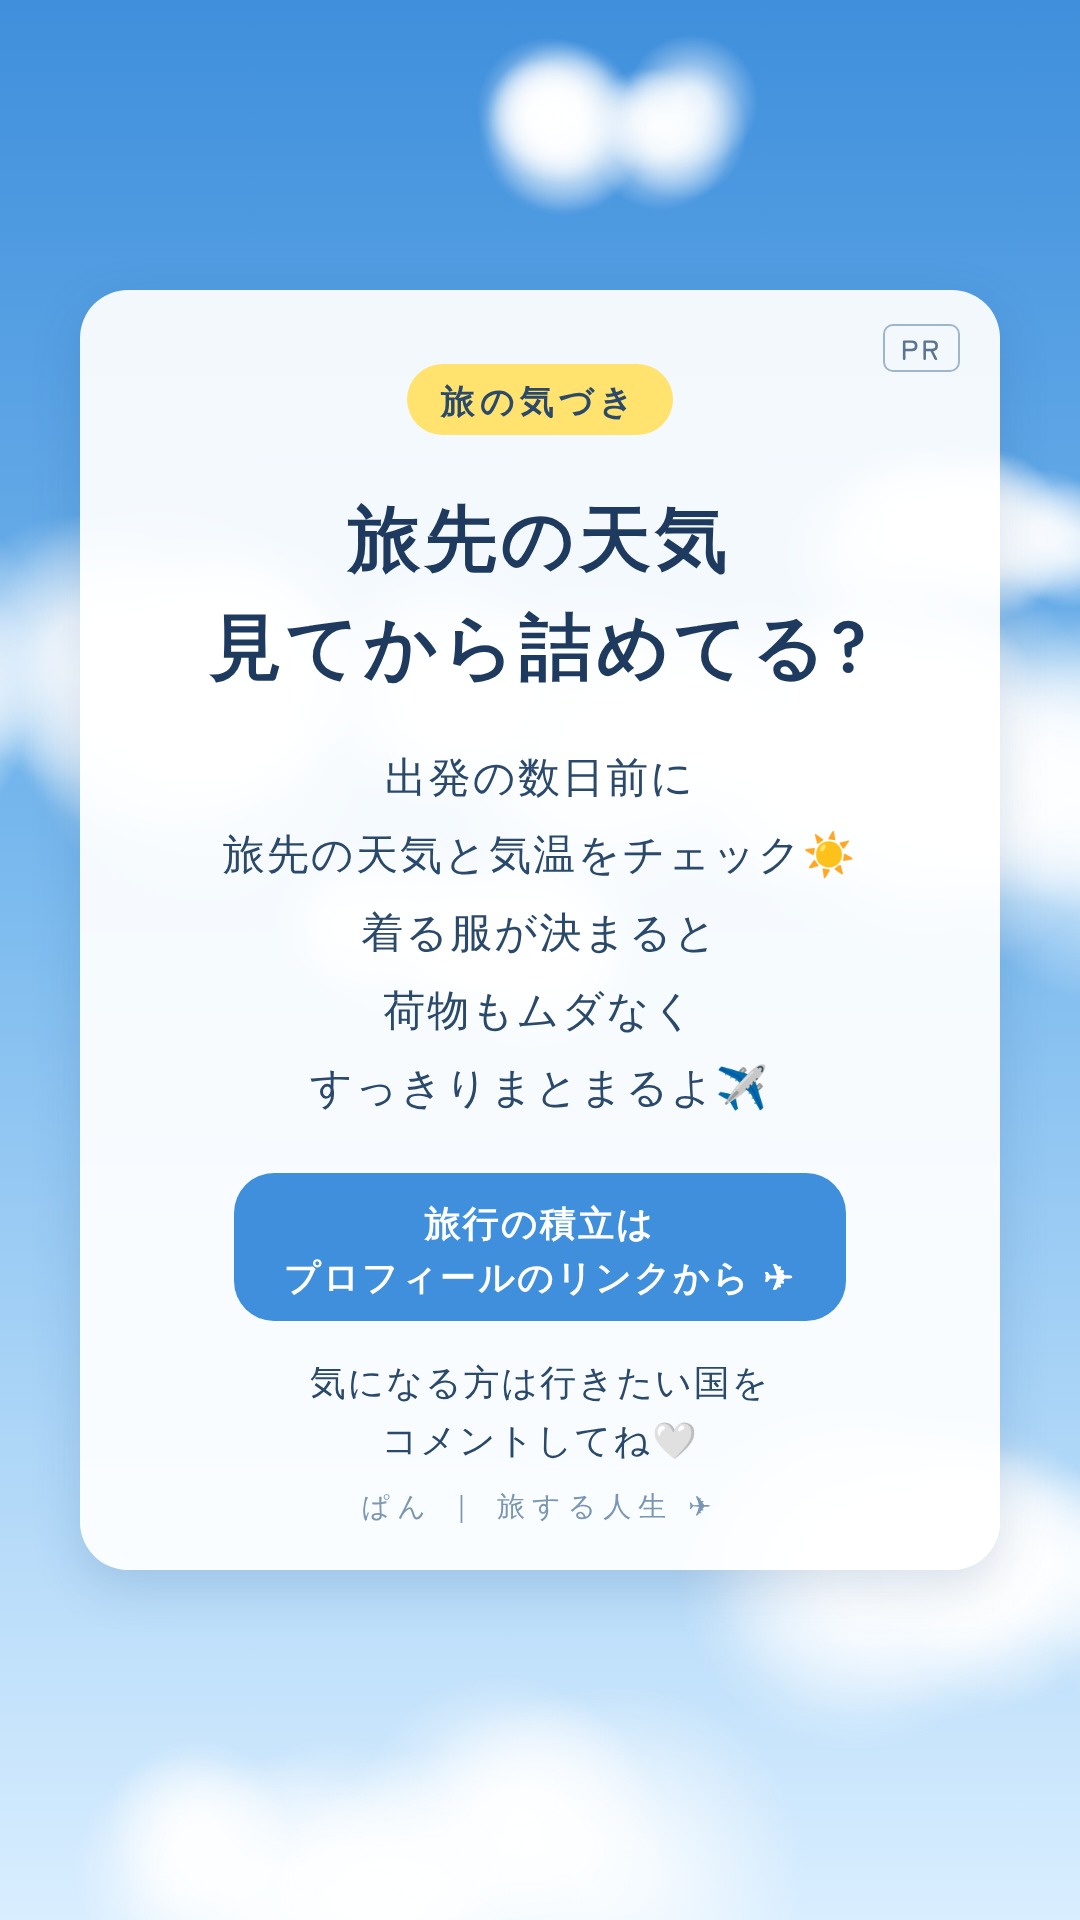 PR
旅の気づき
旅先の天気
見てから詰めてる?
出発の数日前に
旅先の天気と気温をチェック☀️
着る服が決まると
荷物もムダなく
すっきりまとまるよ✈️
旅行の積立は
プロフィールのリンクから ✈
気になる方は行きたい国を
コメントしてね🤍
ぱん ｜ 旅する人生 ✈